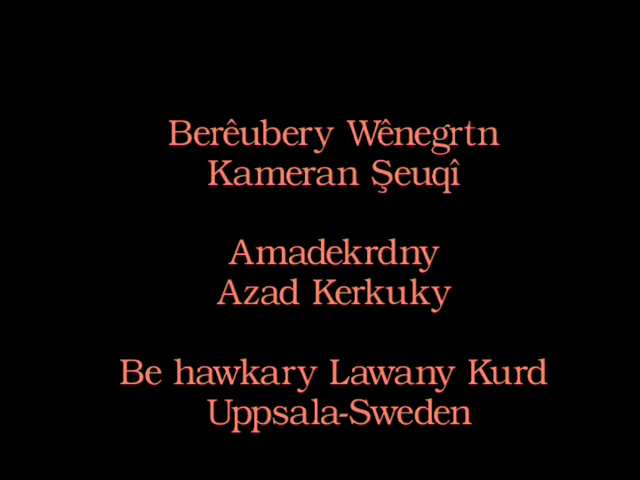 Berêubery Wênegrtn
Kameran Şeuqî
Amadekrdny
Azad Kerkuky
Be hawkary Lawany Kurd
Uppsala-Sweden